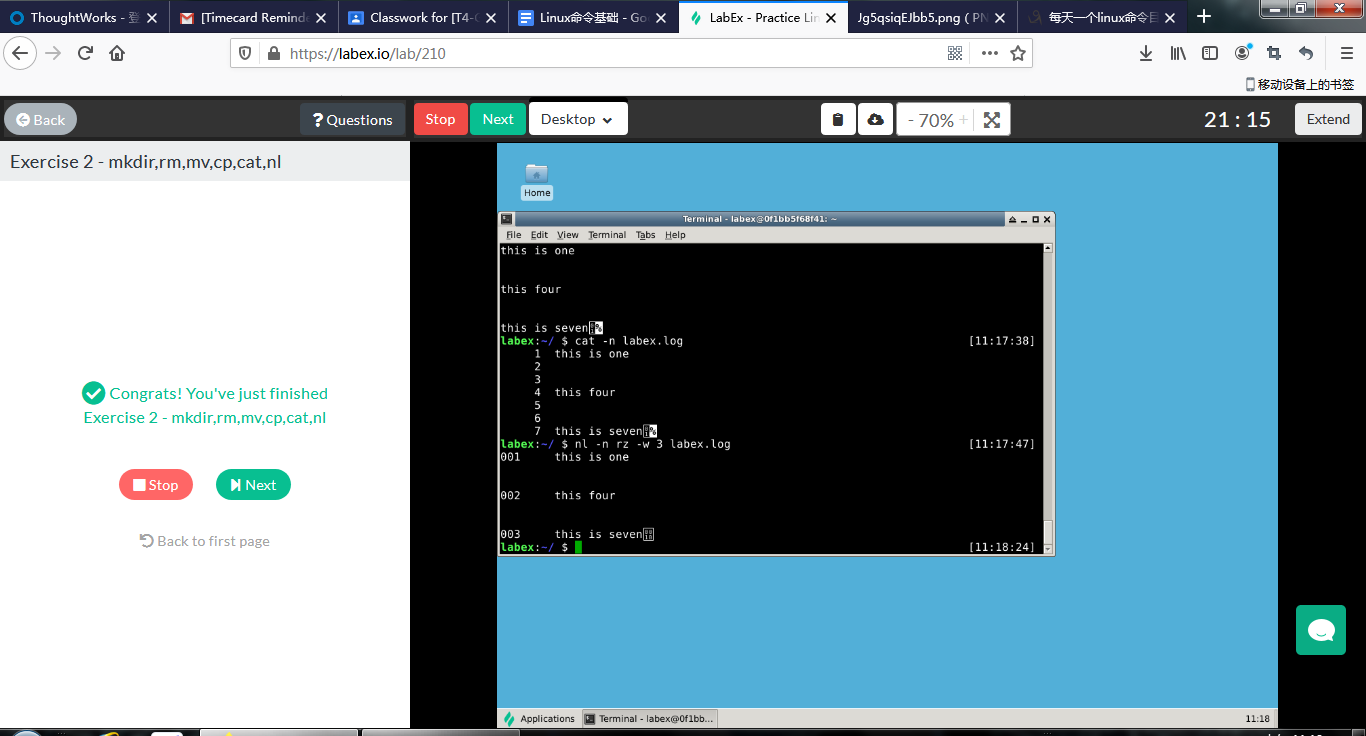 ThoughtWorks - 登
[Timecard Reminde
Classwork for [T4-
Linux命令基础 - Go
LabEx - Practice Lin
Jg5qsiqEJbb5.png ( PN
每天一个linux命令目
https://labex.io/lab/210
移动设备上的书签
Back
? Questions
Stop
Next
Desktop
- 70% +
21 : 15
Extend
Exercise 2 - mkdir,rm,mv,cp,cat,nl
Congrats! You've just finished
Exercise 2 - mkdir,rm,mv,cp,cat,nl
Stop
Next
Back to first page
Home
Terminal - labex@0f1bb5f68f41: ~
File Edit View Terminal Tabs Help
this is one
this four
this is seven%
labex:~/ $ cat -n labex.log [11:17:38]
1 this is one
2
3
4 this four
5
6
7 this is seven%
labex:~/ $ nl -n rz -w 3 labex.log [11:17:47]
001 this is one
002 this four
003 this is seven
labex:~/ $ [11:18:24]
Applications
Terminal - labex@0f1bb...
11:18